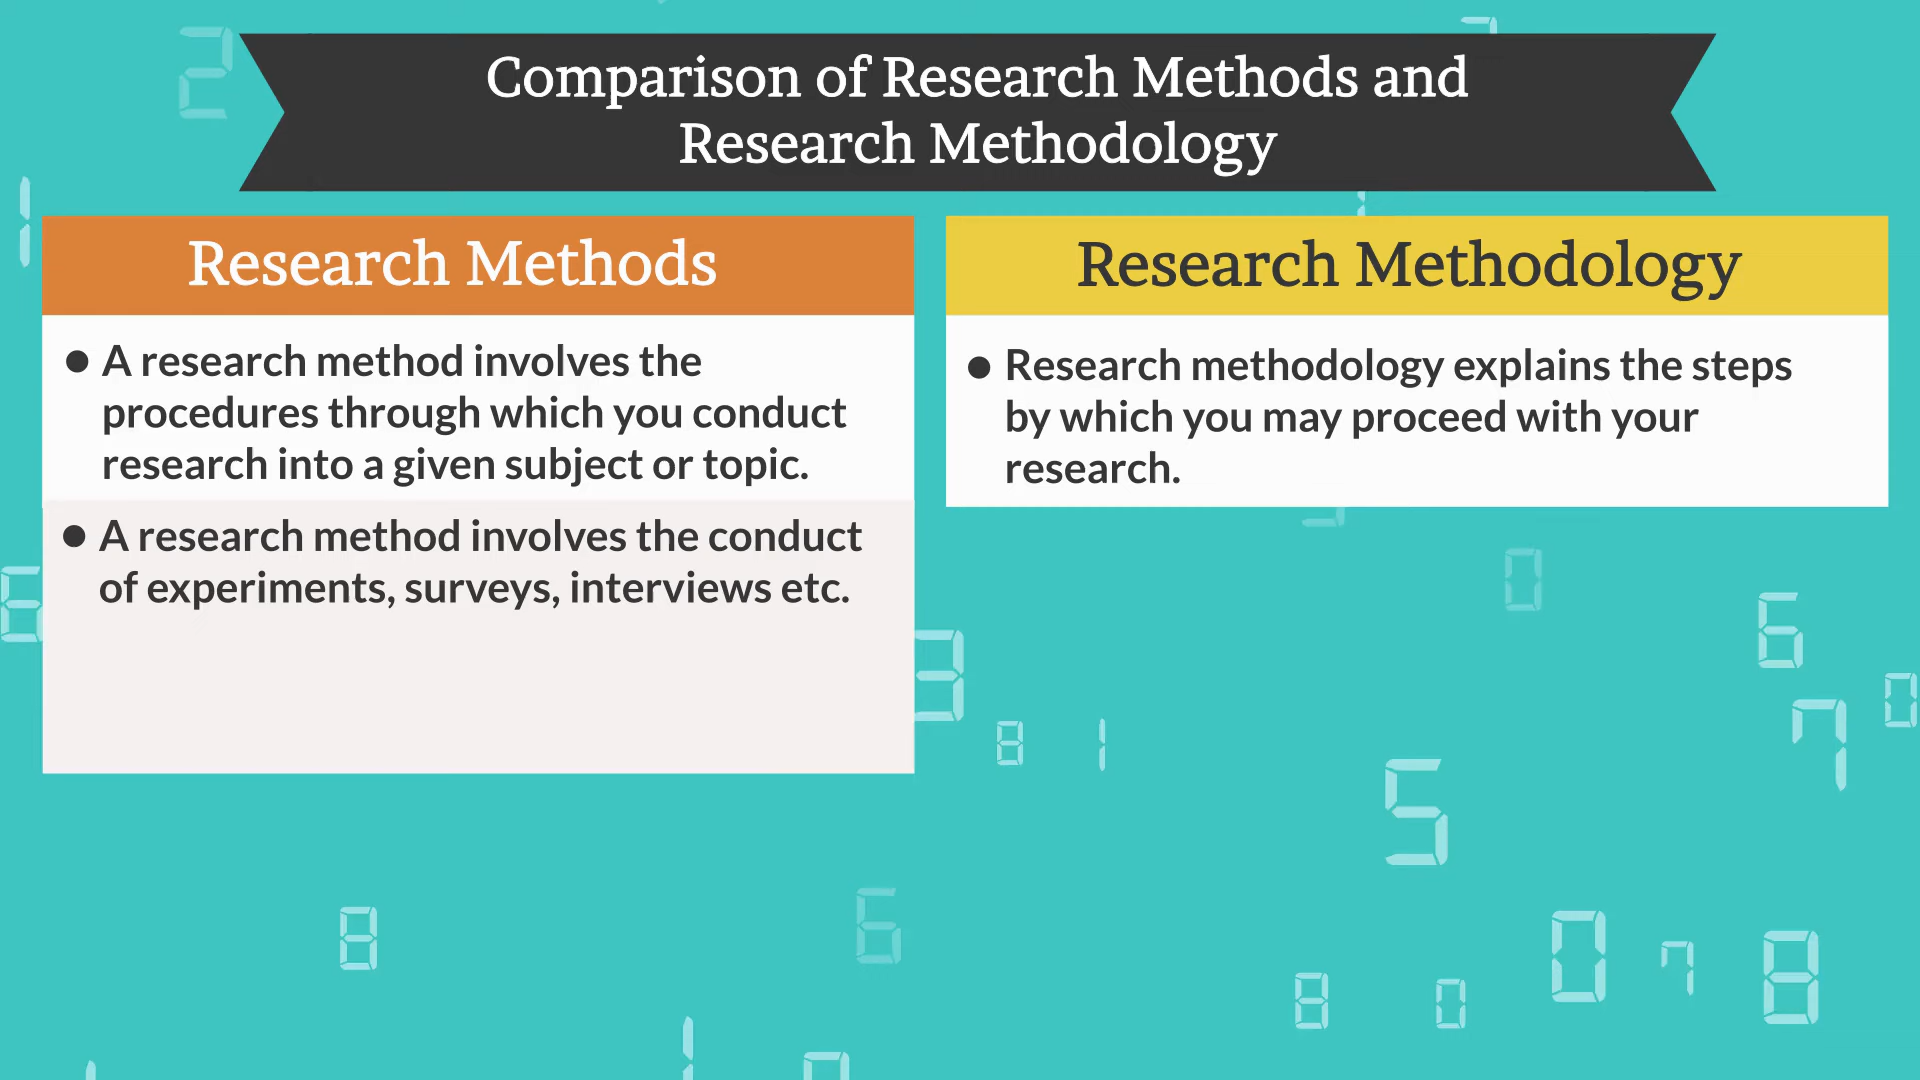 Comparison of Research Methods and
Research Methodology
Research Methods
● A research method involves the
procedures through which you conduct
research into a given subject or topic.
● A research method involves the conduct
of experiments, surveys, interviews etc.
Research Methodology
● Research methodology explains the steps
by which you may proceed with your
research.